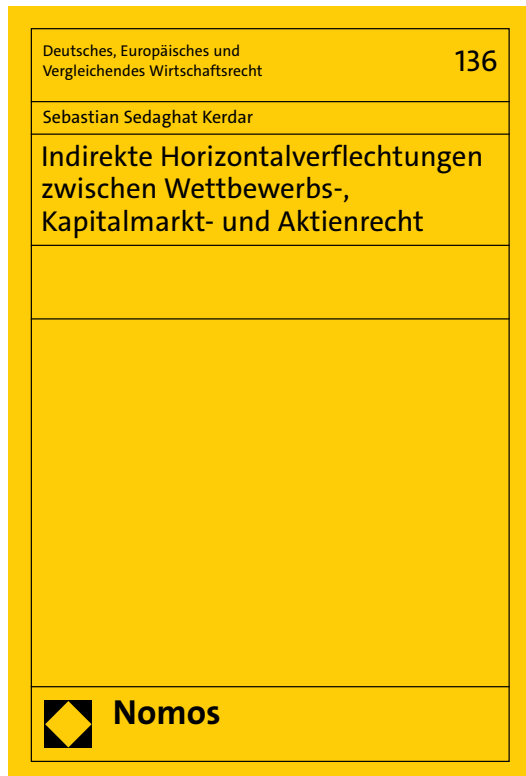 Deutsches, Europäisches und
Vergleichendes Wirtschaftsrecht
136
Sebastian Sedaghat Kerdar
Indirekte Horizontalverflechtungen
zwischen Wettbewerbs-,
Kapitalmarkt- und Aktienrecht
Nomos